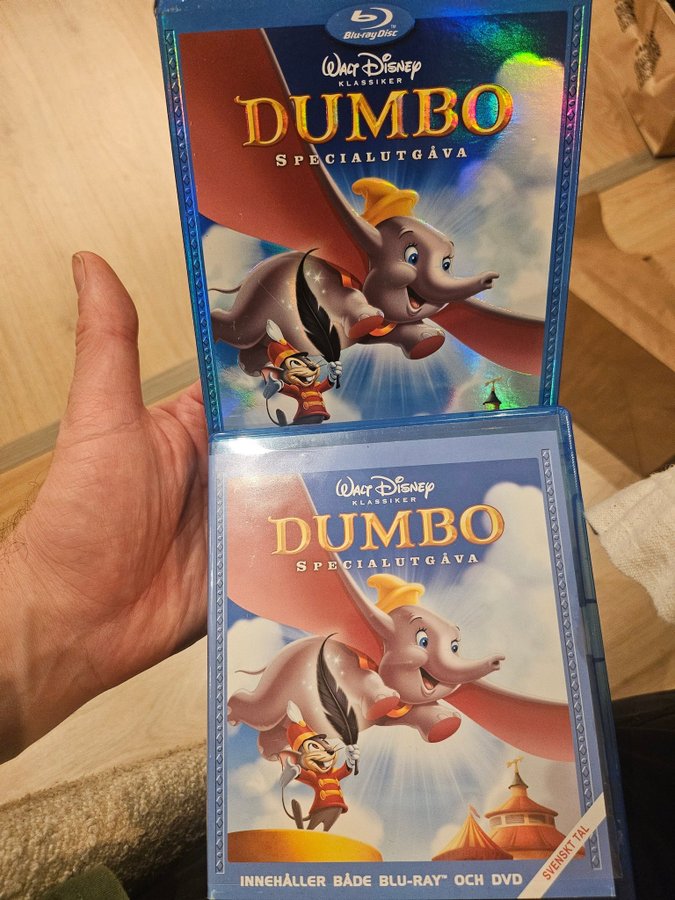 Blu-ray Disc
WALT DISNEY
KLASSIKER
DUMBO
SPECIALUTGÅVA
WALT DISNEY
KLASSIKER
DUMBO
SPECIALUTGÅVA
SVENSKT TAL
INNEHÅLLER BÅDE BLU-RAY™ OCH DVD